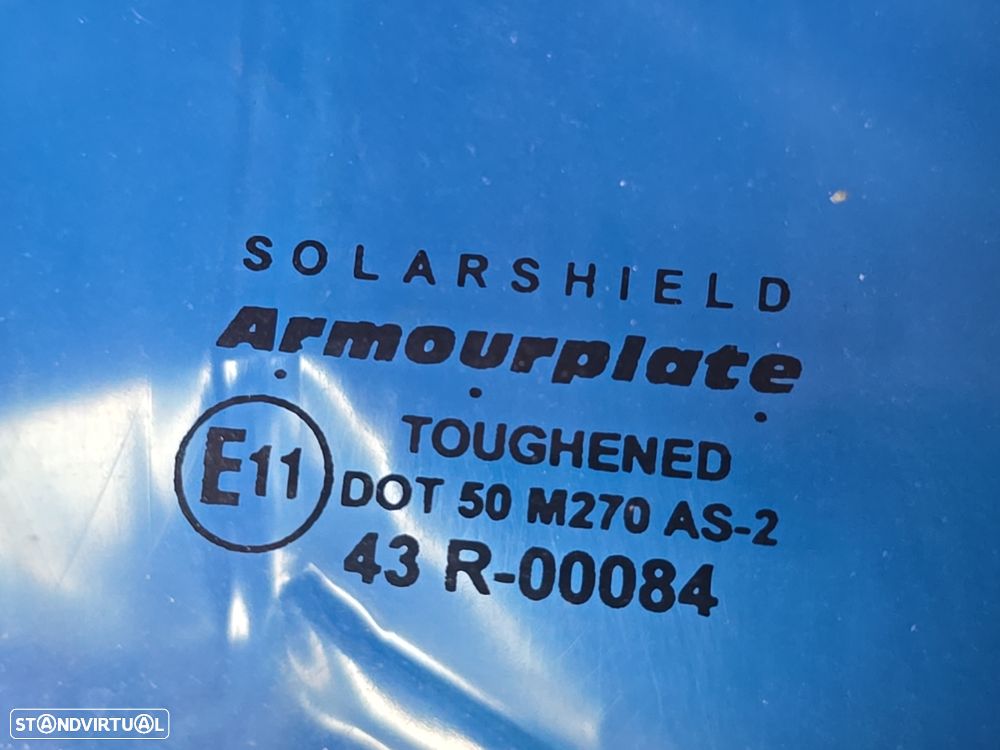 SOLARSHIELD
Armourplate
TOUGHENED
E11
DOT 50 M270 AS-2
43 R-00084
STANDVIRTUAL